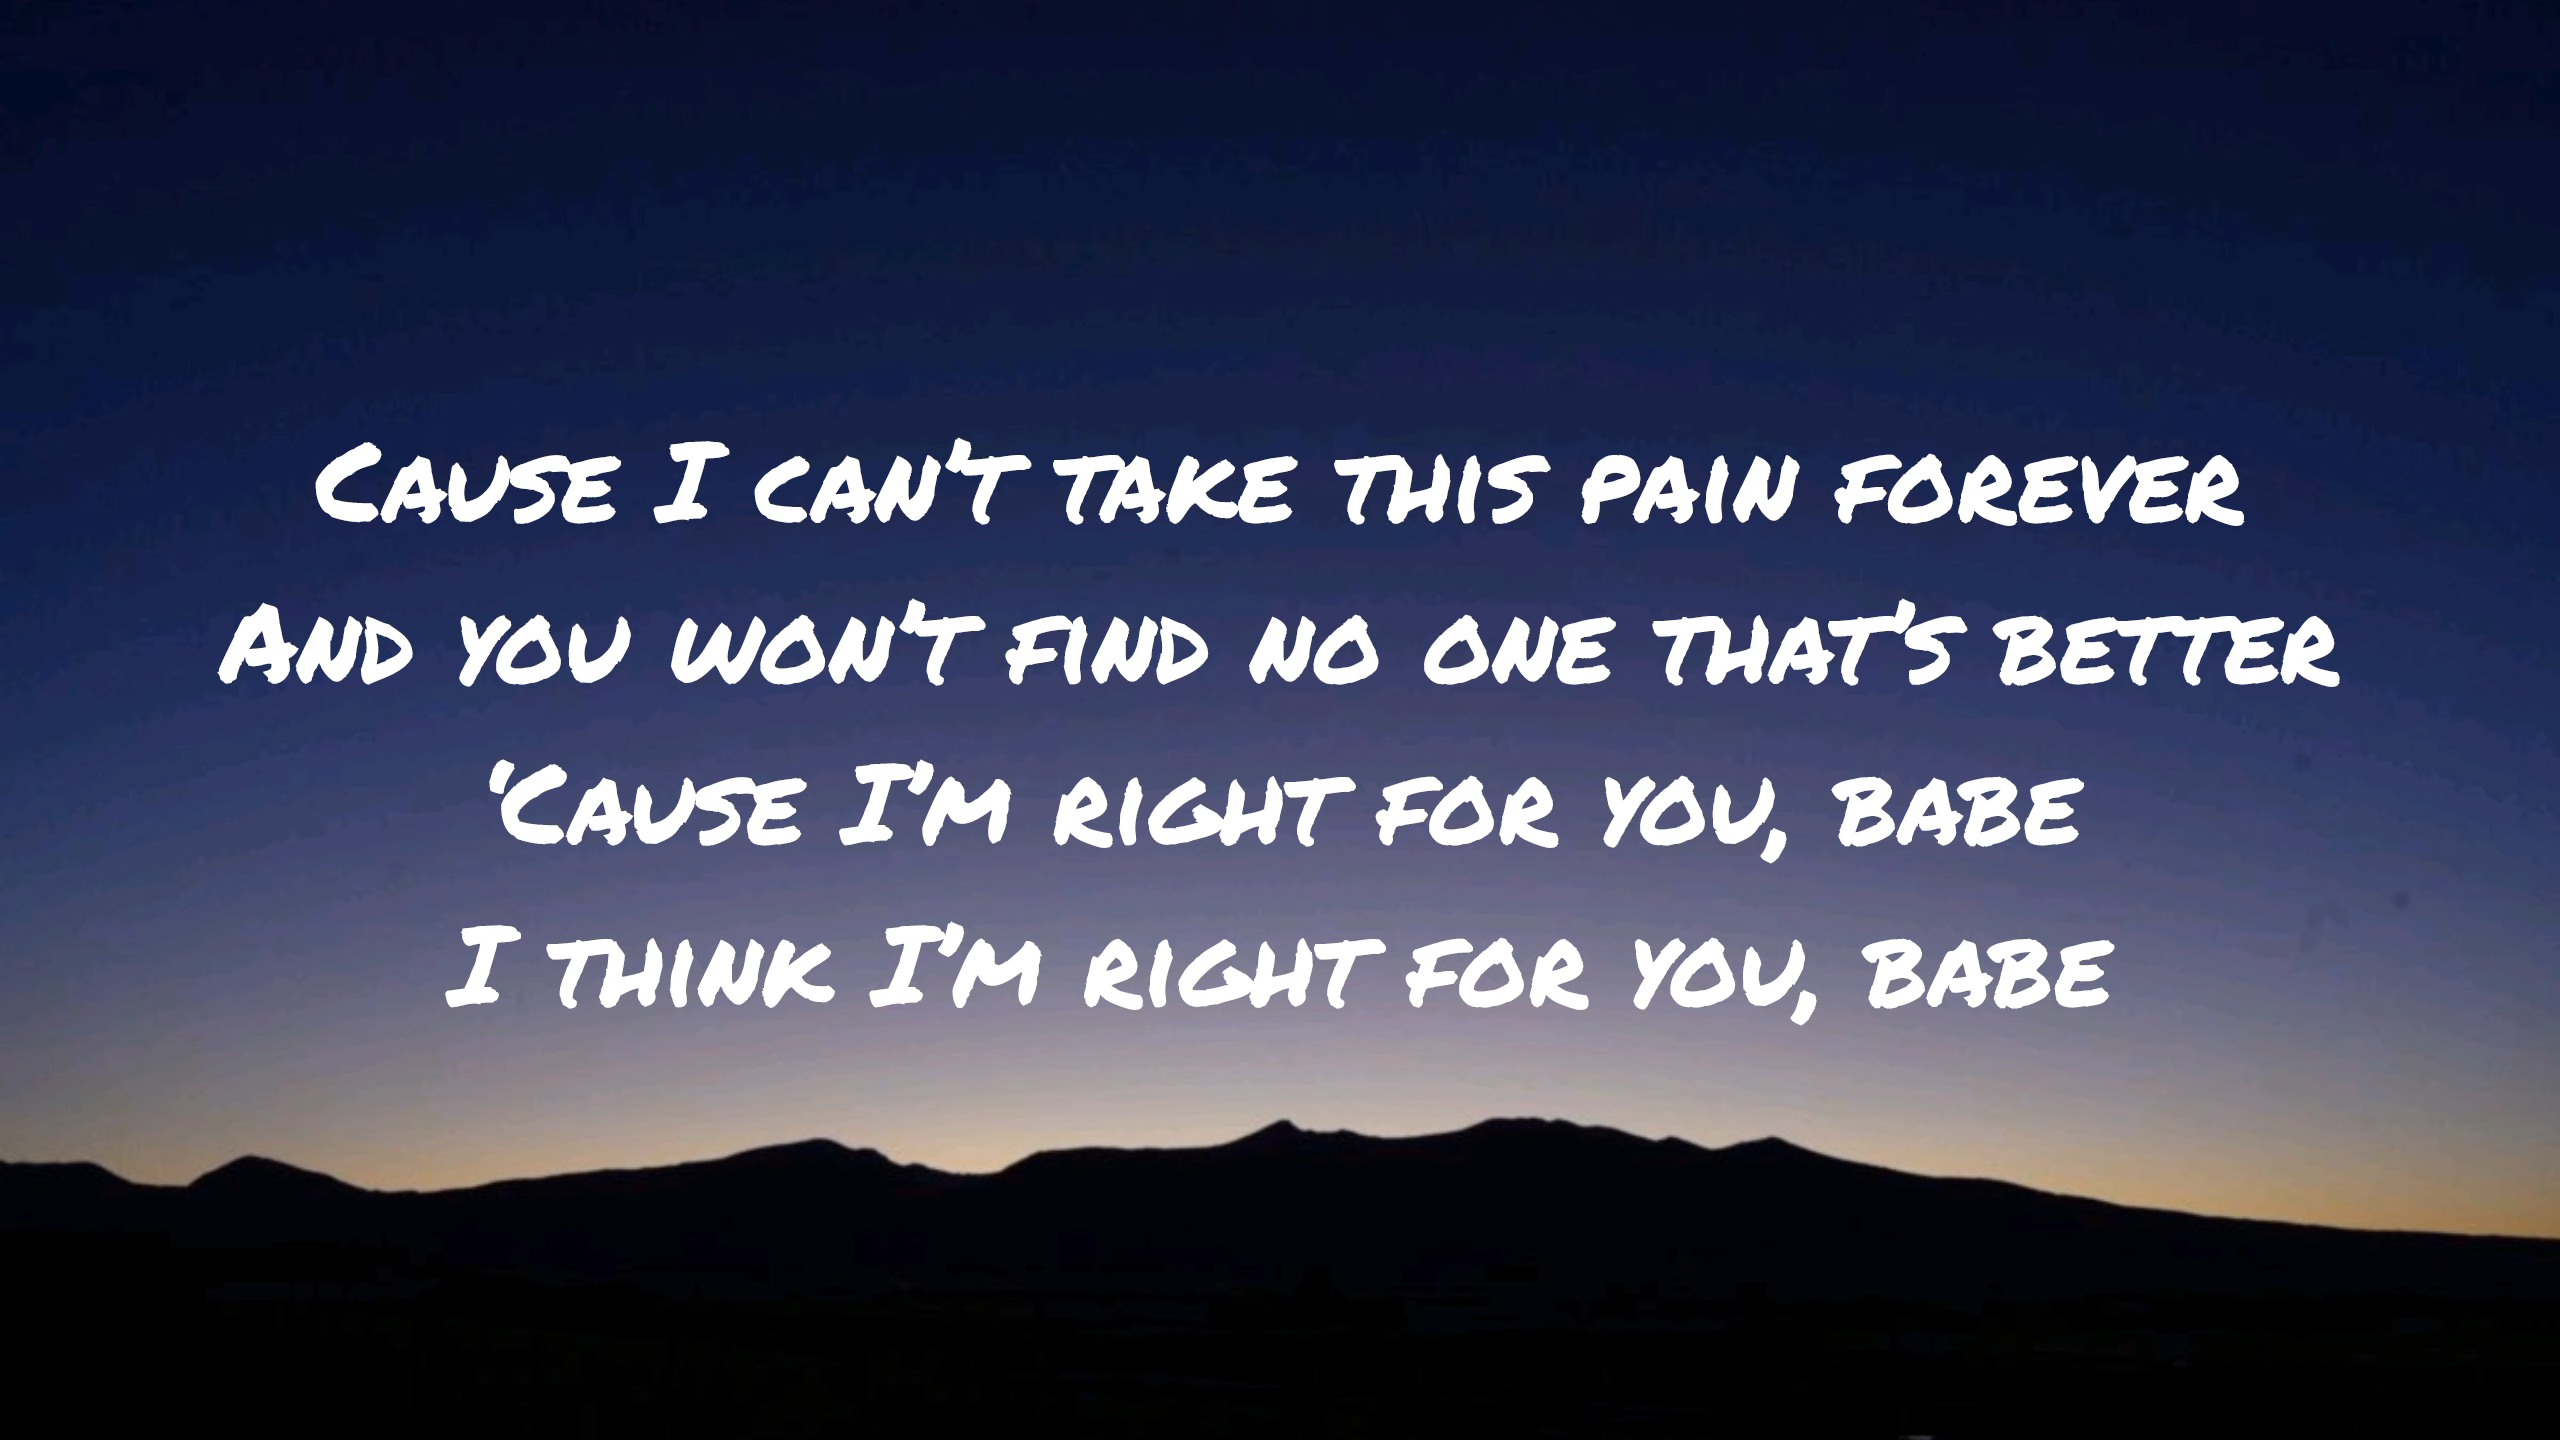 Cause I can't take this pain forever
And you won't find no one that's better
'Cause I'm right for you, babe
I think I'm right for you, babe